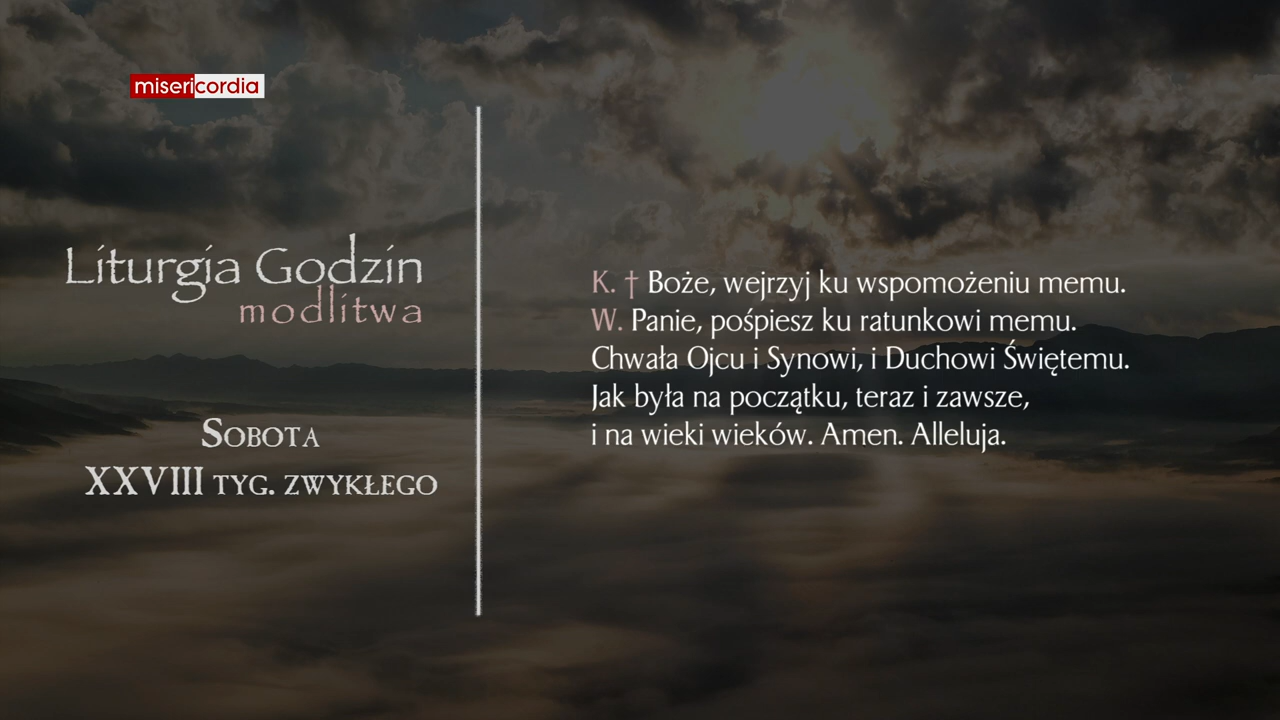 misericordia
Liturgia Godzin
modlitwa
Sobota
XXVIII tyg. zwykłego
K. † Boże, wejrzyj ku wspomożeniu memu.
W. Panie, pośpiesz ku ratunkowi memu.
Chwała Ojcu i Synowi, i Duchowi Świętemu.
Jak była na początku, teraz i zawsze,
i na wieki wieków. Amen. Alleluja.